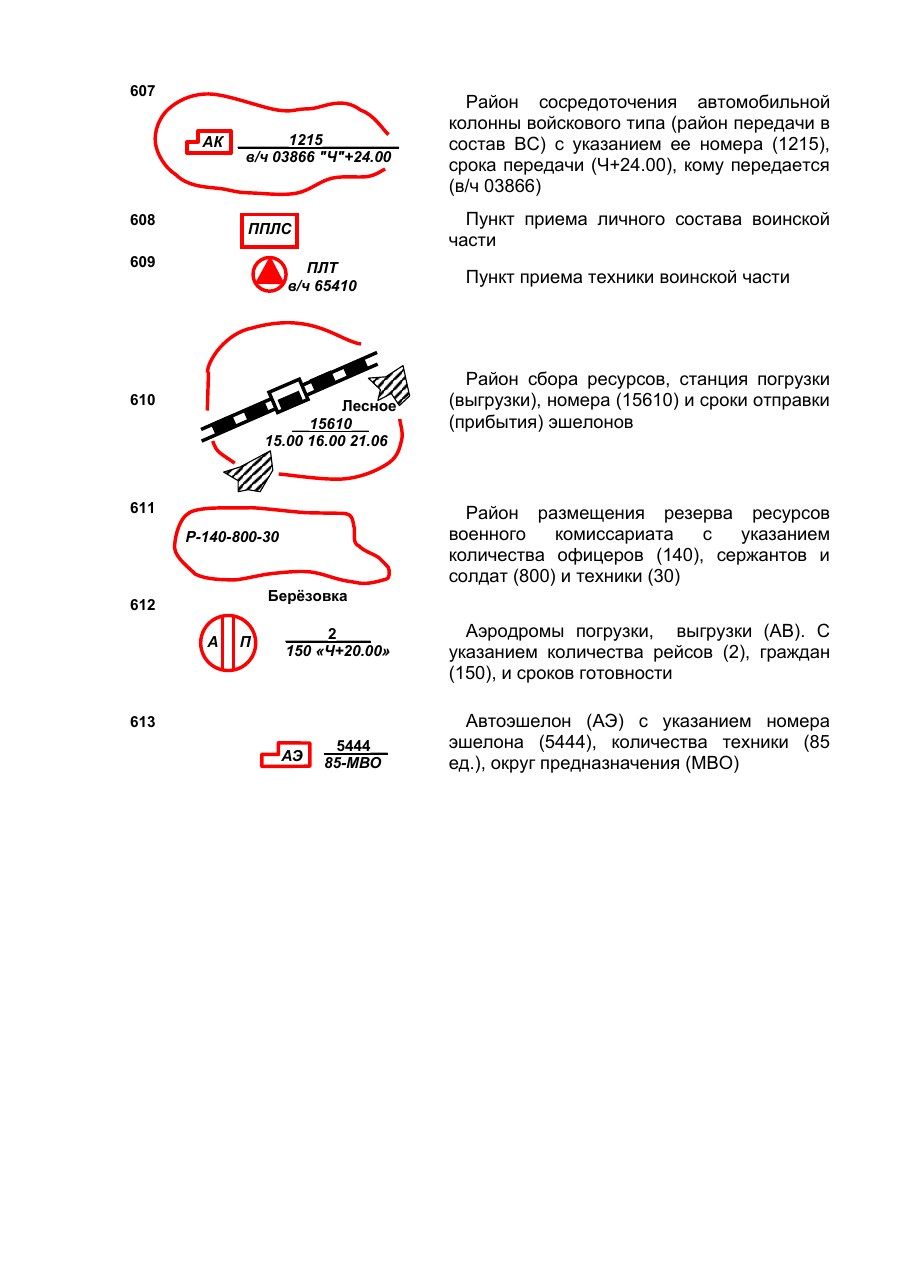 607
АК
1215
в/ч 03866 "Ч"+24.00
Район сосредоточения автомобильной
колонны войскового типа (район передачи в
состав ВС) с указанием ее номера (1215),
срока передачи (Ч+24.00), кому передается
(в/ч 03866)
608
ППЛС
Пункт приема личного состава воинской
части
609
ПЛТ
в/ч 65410
Пункт приема техники воинской части
610
Лесное
15610
15.00 16.00 21.06
Район сбора ресурсов, станция погрузки
(выгрузки), номера (15610) и сроки отправки
(прибытия) эшелонов
611
Р-140-800-30
Район размещения резерва ресурсов
военного комиссариата с указанием
количества офицеров (140), сержантов и
солдат (800) и техники (30)
612
Берёзовка
А П
2
150 «Ч+20.00»
Аэродромы погрузки, выгрузки (АВ). С
указанием количества рейсов (2), граждан
(150), и сроков готовности
613
АЭ
5444
85-МВО
Автоэшелон (АЭ) с указанием номера
эшелона (5444), количества техники (85
ед.), округ предназначения (МВО)